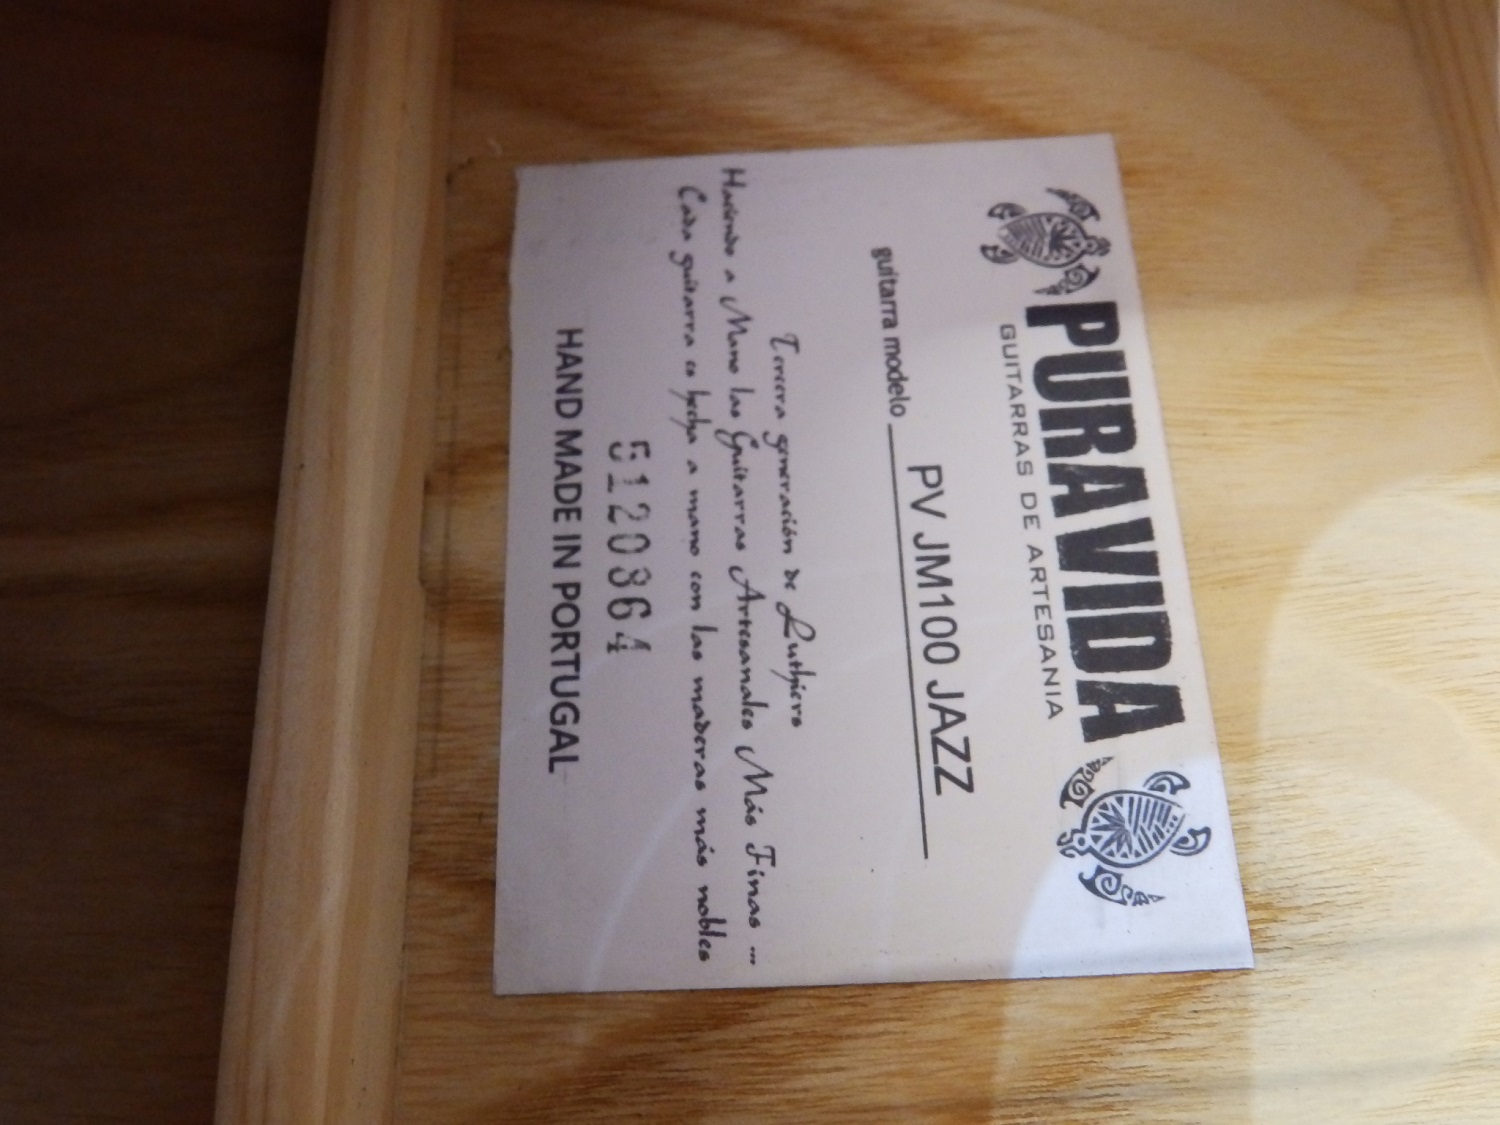 PURAVIDA
GUITARRAS DE ARTESANIA
guitarra modelo PV JM100 JAZZ
Tercera generación de Luthiers
Haciendo a Mano las Guitarras Artesanales Más Finas ...
Cada guitarra es hecha a mano con las maderas más nobles
5120364
HAND MADE IN PORTUGAL